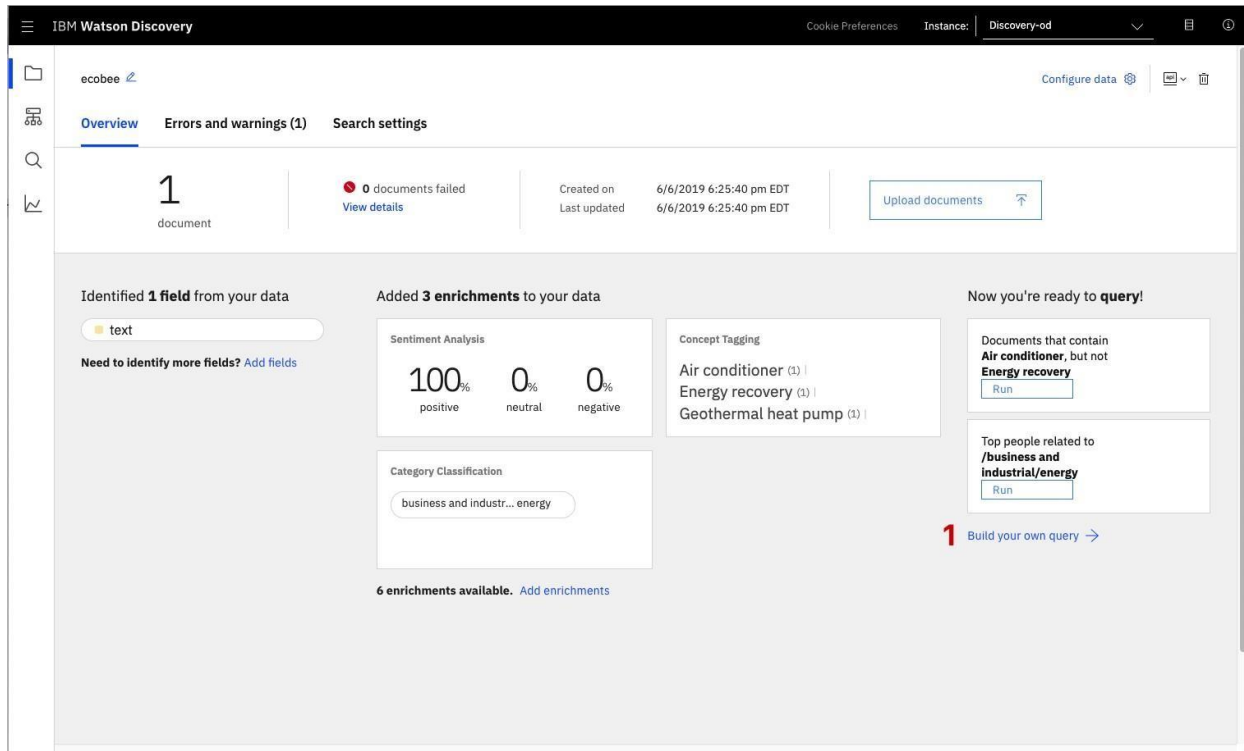 IBM Watson Discovery
Cookie Preferences
Instance:
Discovery-od
ecobee
Configure data
Overview
Errors and warnings (1)
Search settings
1
document
0 documents failed
View details
Created on 6/6/2019 6:25:40 pm EDT
Last updated 6/6/2019 6:25:40 pm EDT
Upload documents
Identified 1 field from your data
text
Need to identify more fields? Add fields
Added 3 enrichments to your data
Sentiment Analysis
100% 0% 0%
positive neutral negative
Concept Tagging
Air conditioner (1)
Energy recovery (1)
Geothermal heat pump (1)
Category Classification
business and industr... energy
6 enrichments available. Add enrichments
Now you're ready to query!
Documents that contain
Air conditioner, but not
Energy recovery
Run
Top people related to
/business and
industrial/energy
Run
1 Build your own query